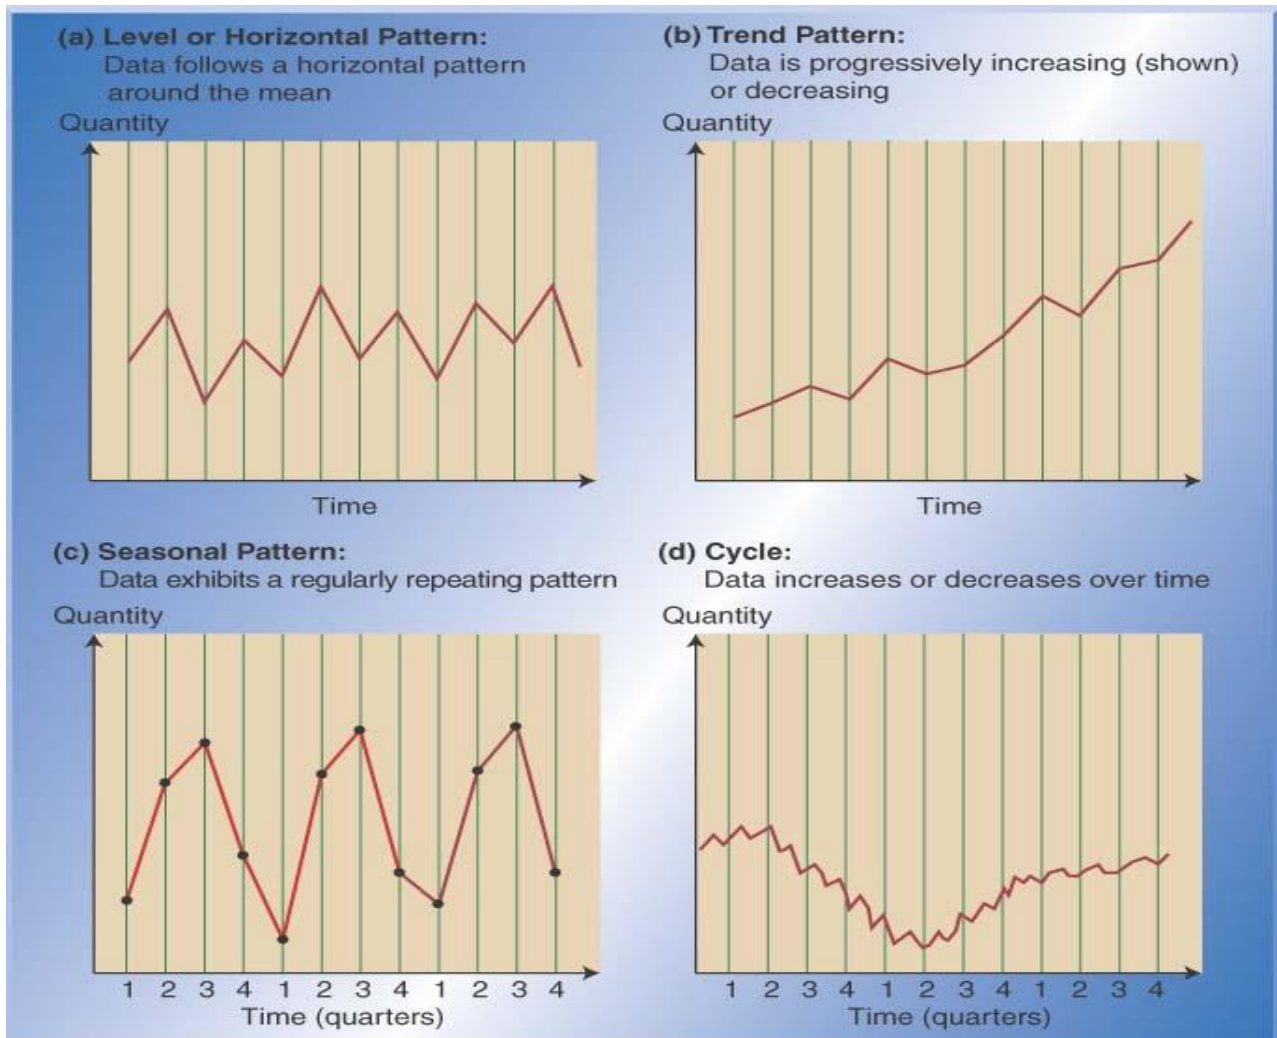 (a) Level or Horizontal Pattern:
Data follows a horizontal pattern
around the mean
Quantity
Time
(b) Trend Pattern:
Data is progressively increasing (shown)
or decreasing
Quantity
Time
(c) Seasonal Pattern:
Data exhibits a regularly repeating pattern
Quantity
1 2 3 4 1 2 3 4 1 2 3 4
Time (quarters)
(d) Cycle:
Data increases or decreases over time
Quantity
1 2 3 4 1 2 3 4 1 2 3 4
Time (quarters)